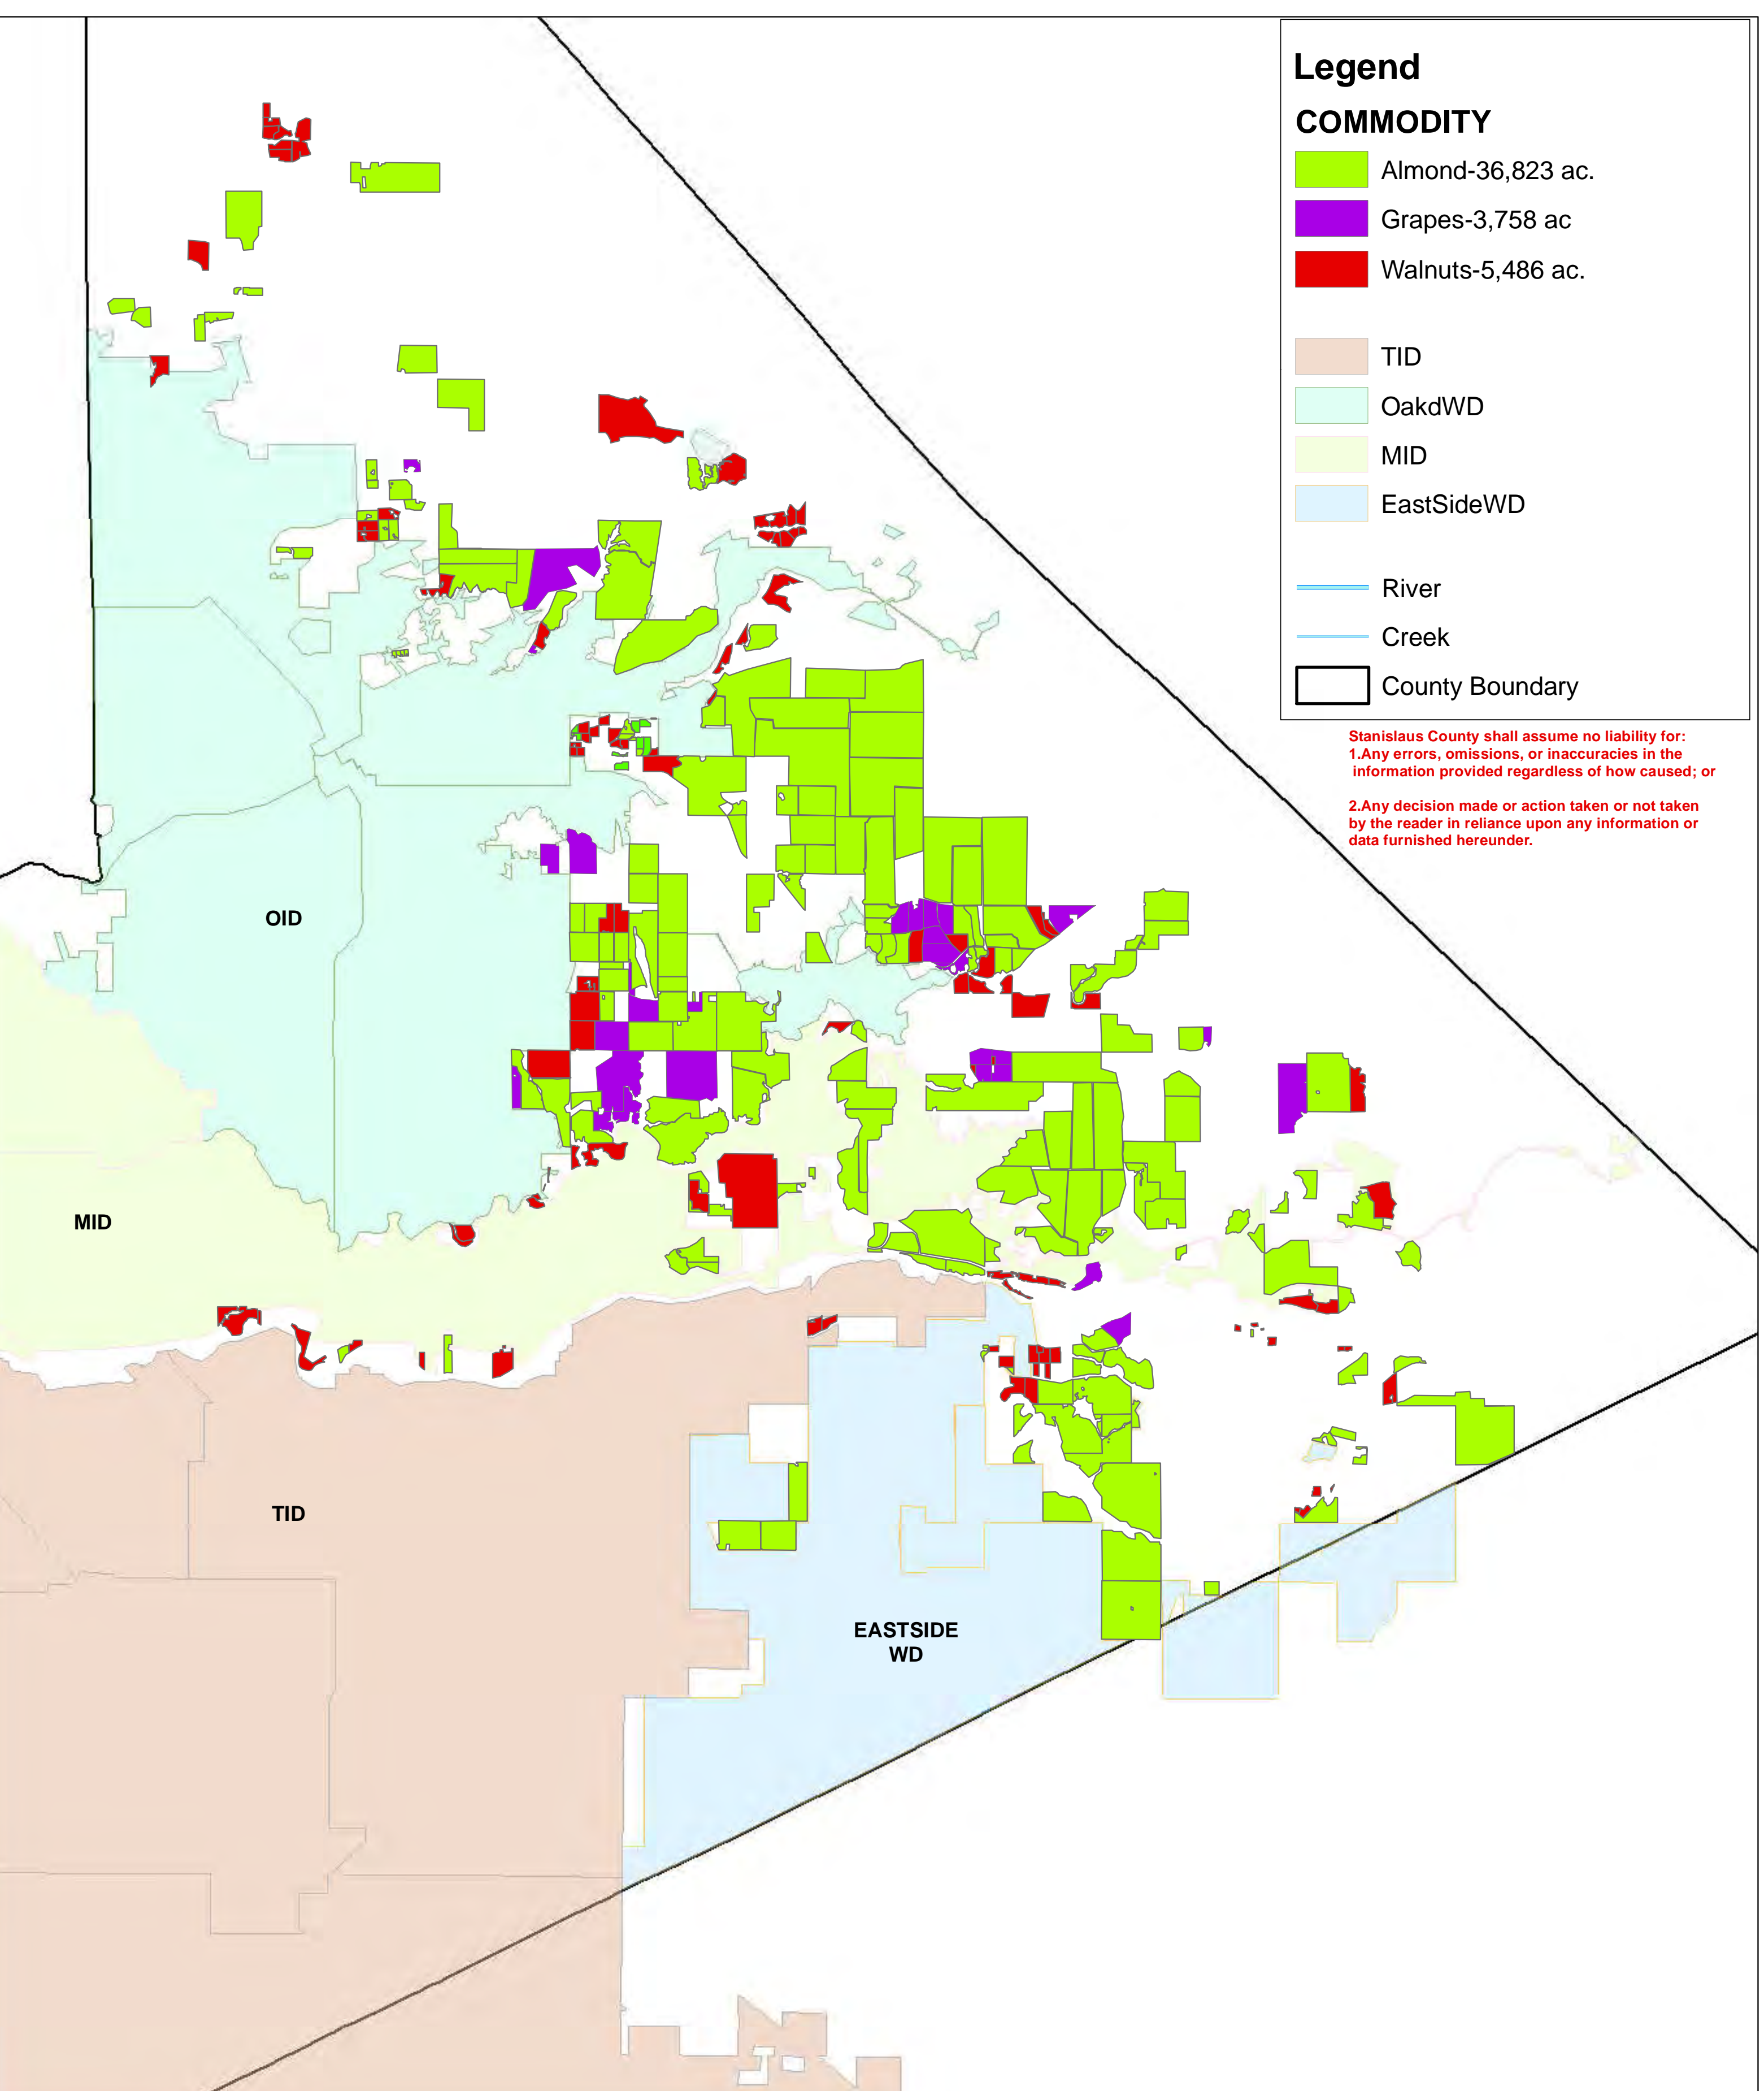 Legend
COMMODITY
Almond-36,823 ac.
Grapes-3,758 ac
Walnuts-5,486 ac.
TID
OakdWD
MID
EastSideWD
River
Creek
County Boundary
Stanislaus County shall assume no liability for:
1.Any errors, omissions, or inaccuracies in the
information provided regardless of how caused; or
2.Any decision made or action taken or not taken
by the reader in reliance upon any information or
data furnished hereunder.
OID
MID
TID
EASTSIDE
WD